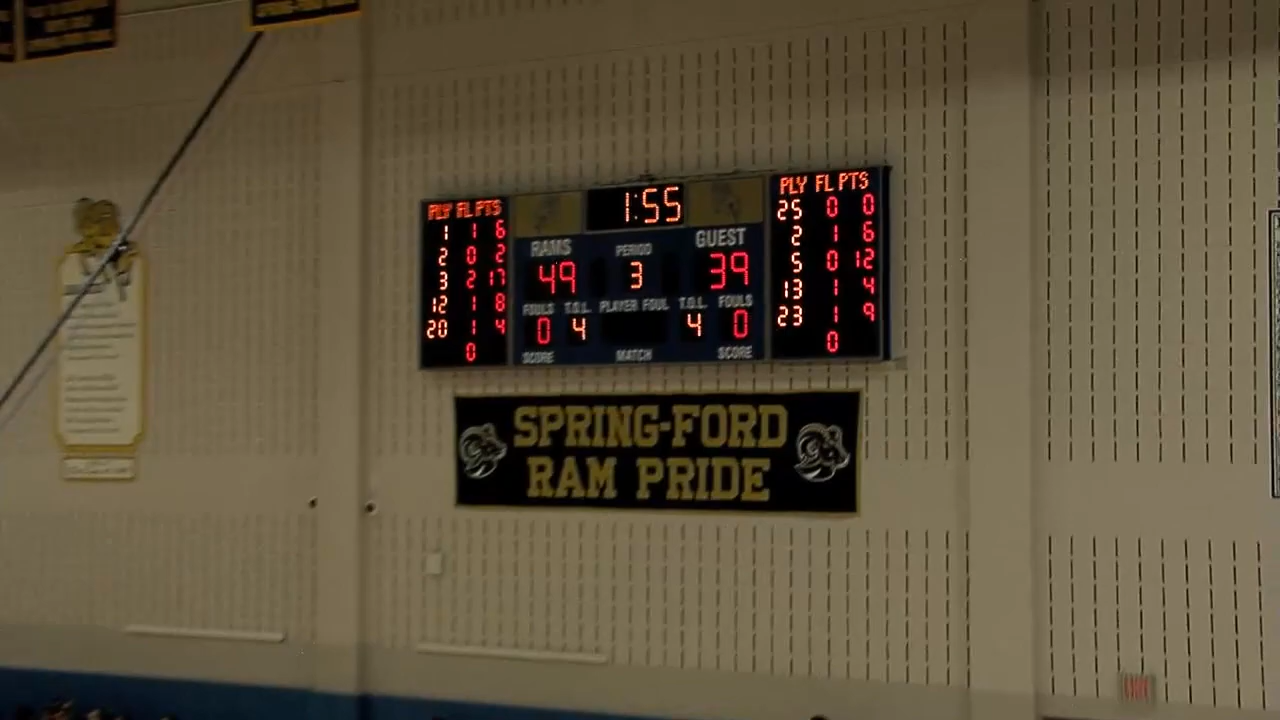 PLY FL PTS
1 1 6
2 0 2
3 2 17
12 1 8
20 1 4
0
1:55
RAMS PERIOD GUEST
49 3 39
FOULS T.O.L. PLAYER FOUL T.O.L. FOULS
0 4 4 0
SCORE MATCH SCORE
PLY FL PTS
25 0 0
2 1 6
5 0 12
13 1 4
23 1 9
0
SPRING-FORD
RAM PRIDE
EXIT